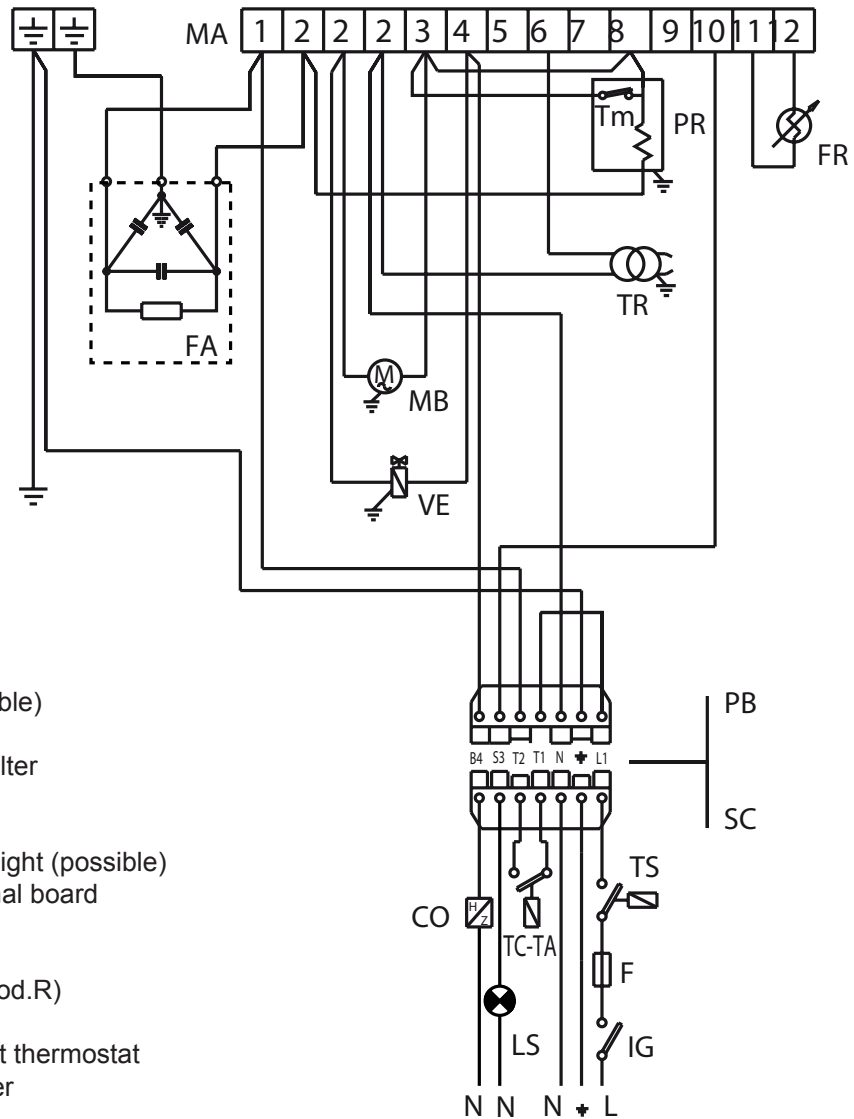 MA 1 2 2 2 3 4 5 6 7 8 9 10 11 12
Tm PR
FR
TR
FA
M MB
VE
PB
B4 S3 T2 T1 N L1
SC
TS
CO H Z
TC-TA
F
LS IG
N N N L
ble)
lter
ight (possible)
al board
od.R)
t thermostat
er